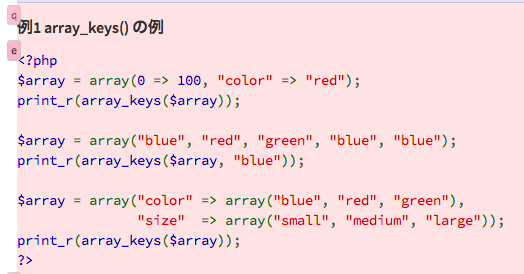 q
例1 array_keys() の例
e
<?php
$array = array(0 => 100, "color" => "red");
print_r(array_keys($array));
$array = array("blue", "red", "green", "blue", "blue");
print_r(array_keys($array, "blue"));
$array = array("color" => array("blue", "red", "green"),
               "size"  => array("small", "medium", "large"));
print_r(array_keys($array));
?>